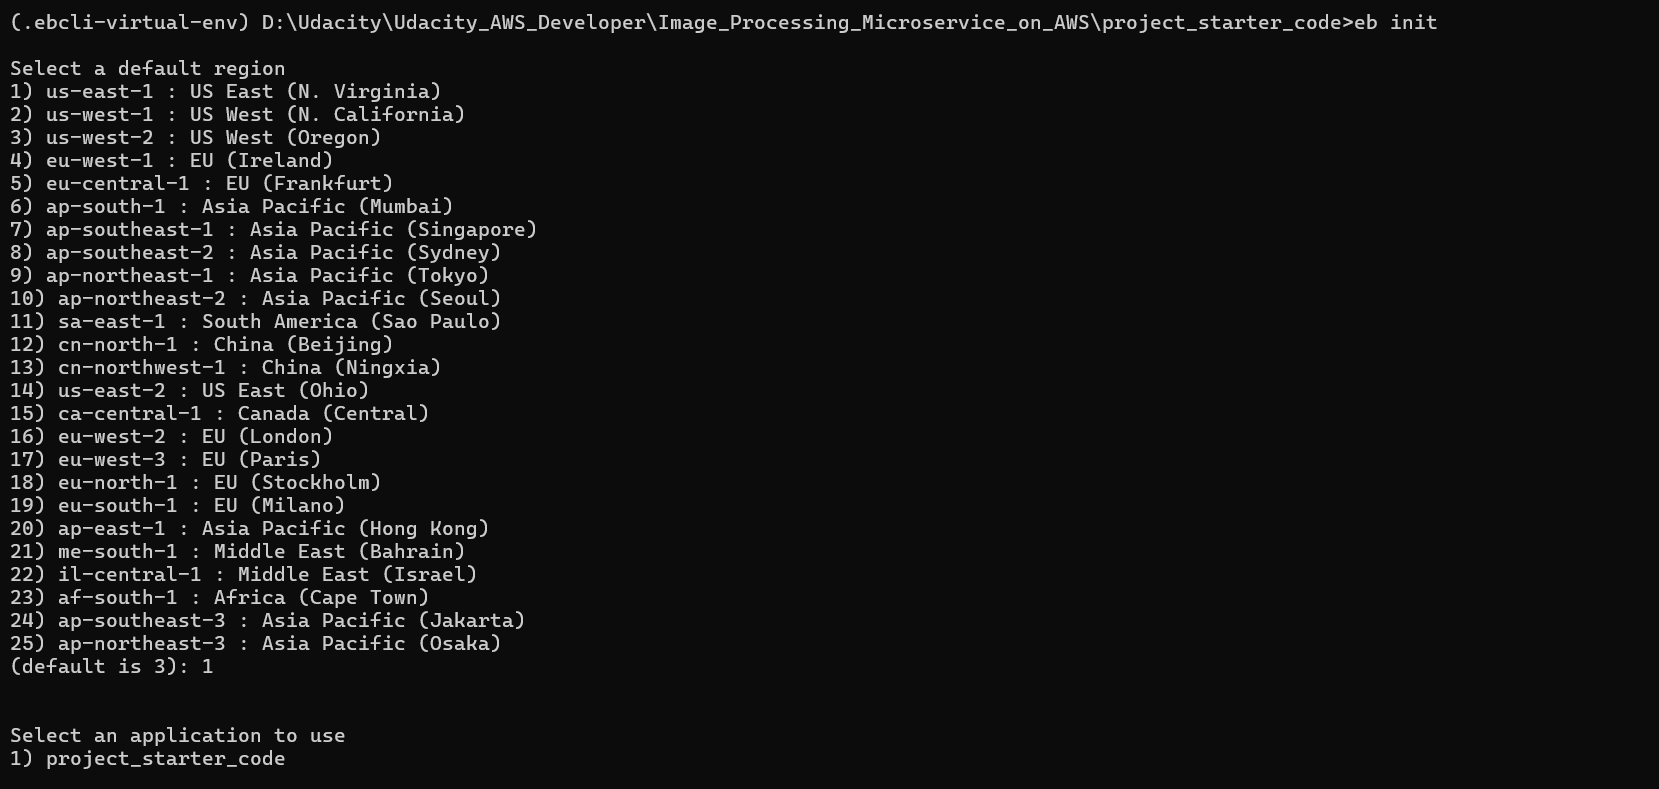 (.ebcli-virtual-env) D:\Udacity\Udacity_AWS_Developer\Image_Processing_Microservice_on_AWS\project_starter_code>eb init
Select a default region
1) us-east-1 : US East (N. Virginia)
2) us-west-1 : US West (N. California)
3) us-west-2 : US West (Oregon)
4) eu-west-1 : EU (Ireland)
5) eu-central-1 : EU (Frankfurt)
6) ap-south-1 : Asia Pacific (Mumbai)
7) ap-southeast-1 : Asia Pacific (Singapore)
8) ap-southeast-2 : Asia Pacific (Sydney)
9) ap-northeast-1 : Asia Pacific (Tokyo)
10) ap-northeast-2 : Asia Pacific (Seoul)
11) sa-east-1 : South America (Sao Paulo)
12) cn-north-1 : China (Beijing)
13) cn-northwest-1 : China (Ningxia)
14) us-east-2 : US East (Ohio)
15) ca-central-1 : Canada (Central)
16) eu-west-2 : EU (London)
17) eu-west-3 : EU (Paris)
18) eu-north-1 : EU (Stockholm)
19) eu-south-1 : EU (Milano)
20) ap-east-1 : Asia Pacific (Hong Kong)
21) me-south-1 : Middle East (Bahrain)
22) il-central-1 : Middle East (Israel)
23) af-south-1 : Africa (Cape Town)
24) ap-southeast-3 : Asia Pacific (Jakarta)
25) ap-northeast-3 : Asia Pacific (Osaka)
(default is 3): 1
Select an application to use
1) project_starter_code